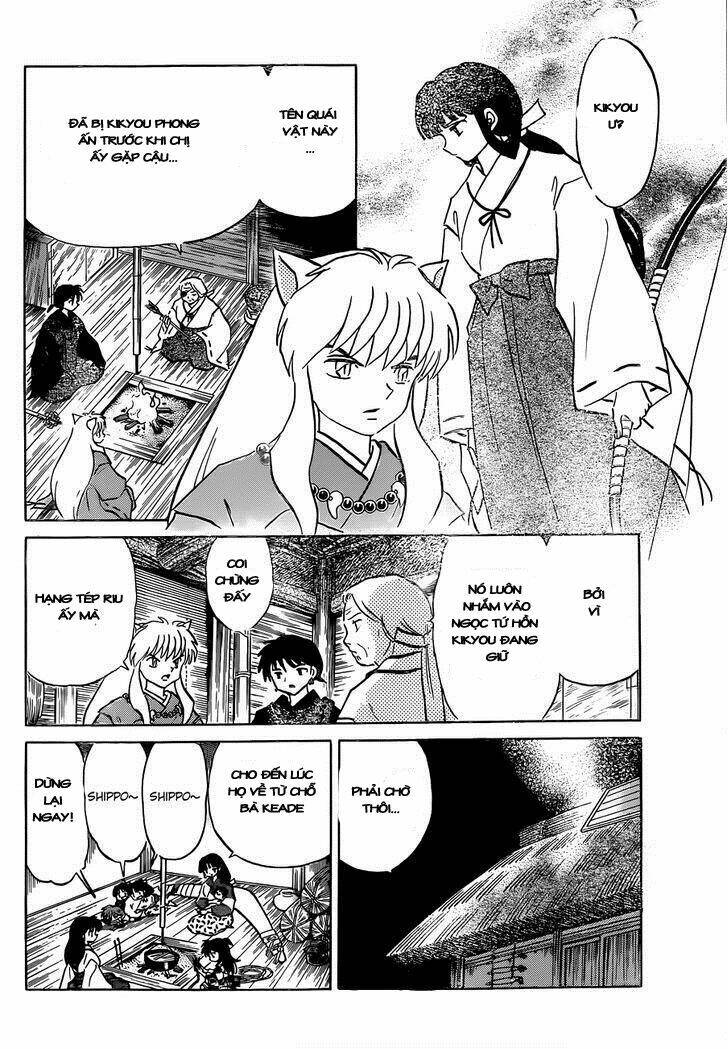 KIKYOU
Ư?
TÊN QUÁI
VẬT NÀY
...
ĐÃ BỊ KIKYOU PHONG
ẤN TRƯỚC KHI CHỊ
ẤY GẶP CẬU...
BỞI
VÌ
NÓ LUÔN
NHẮM VÀO
NGỌC TỨ HỒN
KIKYOU ĐANG
GIỮ
COI
CHỪNG
ĐẤY
HẠNG TÉP RIU
ẤY MÀ
PHẢI CHỜ
THÔI...
CHO ĐẾN LÚC
HỌ VỀ TỪ CHỖ
BÀ KEADE
SHIPPO~
SHIPPO~
DỪNG
LẠI
NGAY!